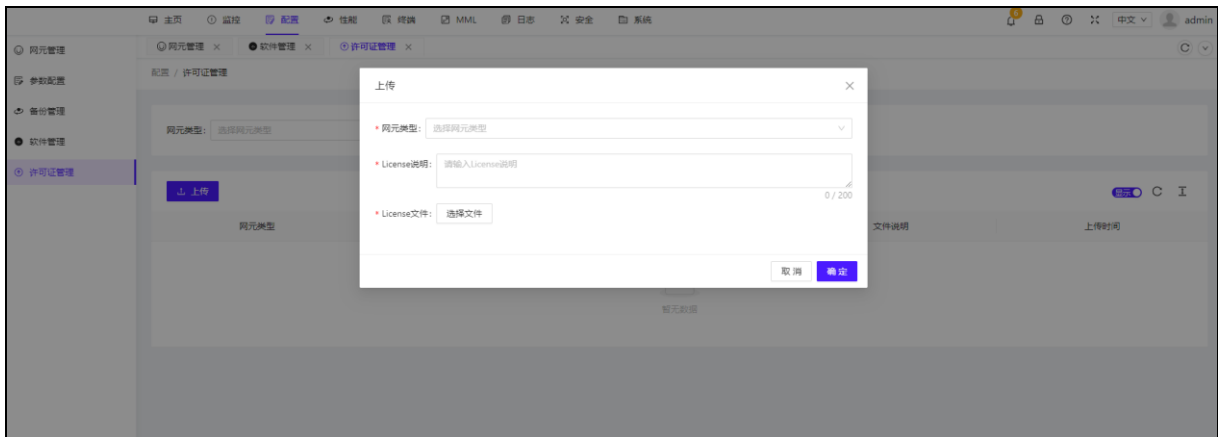 主页 监控 配置 性能 终端 MML 日志 安全 系统 6 中文 admin
网元管理
参数配置
备份管理
软件管理
许可证管理
网元管理 × 软件管理 × 许可证管理 ×
配置 / 许可证管理
网元类型: 选择网元类型
上传
网元类型
文件说明
上传时间
暂无数据
上传
* 网元类型: 选择网元类型
* License说明: 请输入License说明
0 / 200
* License文件: 选择文件
取消 确定